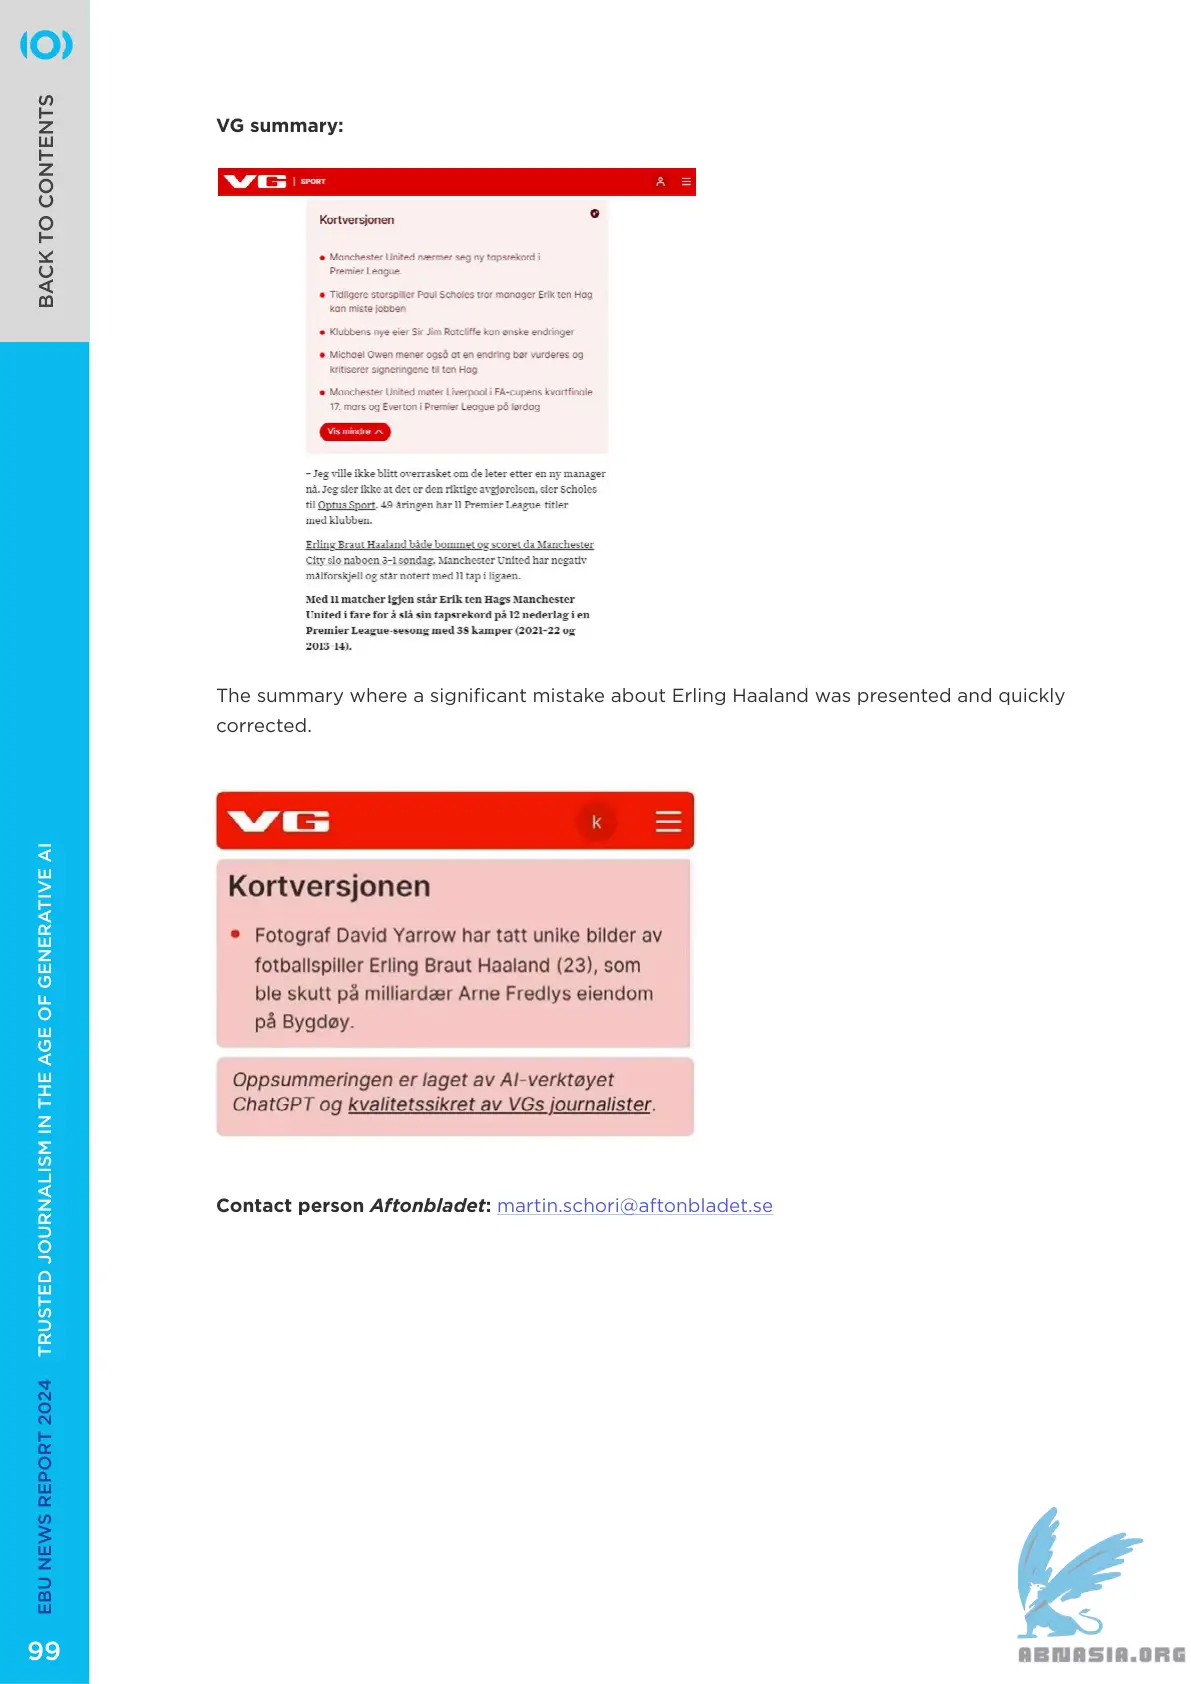 BACK TO CONTENTS
VG summary:
VG | SPORT
Kortversjonen
• Manchester United nærmer seg ny tapsrekord i
Premier League.
• Tidligere storspiller Paul Scholes tror manager Erik ten Hag
kan miste jobben
• Klubbens nye eier Sir Jim Ratcliffe kan ønske endringer
• Michael Owen mener også at en endring bør vurderes og
kritiserer signeringene til ten Hag
• Manchester United møter Liverpool i FA-cupens kvartfinale
17. mars og Everton i Premier League på lørdag
Vis mindre
– Jeg ville ikke blitt overrasket om de leter etter en ny manager
nå. Jeg sier ikke at det er den riktige avgjørelsen, sier Scholes
til Optus Sport. 49-åringen har 11 Premier League-titler
med klubben.
Erling Braut Haaland både bommet og scoret da Manchester
City slo naboen 3–1 søndag. Manchester United har negativ
målforskjell og står notert med 11 tap i ligaen.
Med 11 matcher igjen står Erik ten Hags Manchester
United i fare for å slå sin tapsrekord på 12 nederlag i en
Premier League-sesong med 38 kamper (2021–22 og
2013–14).
The summary where a significant mistake about Erling Haaland was presented and quickly
corrected.
VG
k
Kortversjonen
• Fotograf David Yarrow har tatt unike bilder av
fotballspiller Erling Braut Haaland (23), som
ble skutt på milliardær Arne Fredlys eiendom
på Bygdøy.
Oppsummeringen er laget av AI-verktøyet
ChatGPT og kvalitetssikret av VGs journalister.
Contact person Aftonbladet: martin.schori@aftonbladet.se
EBU NEWS REPORT 2024 TRUSTED JOURNALISM IN THE AGE OF GENERATIVE AI
99
ABNASIA.ORG